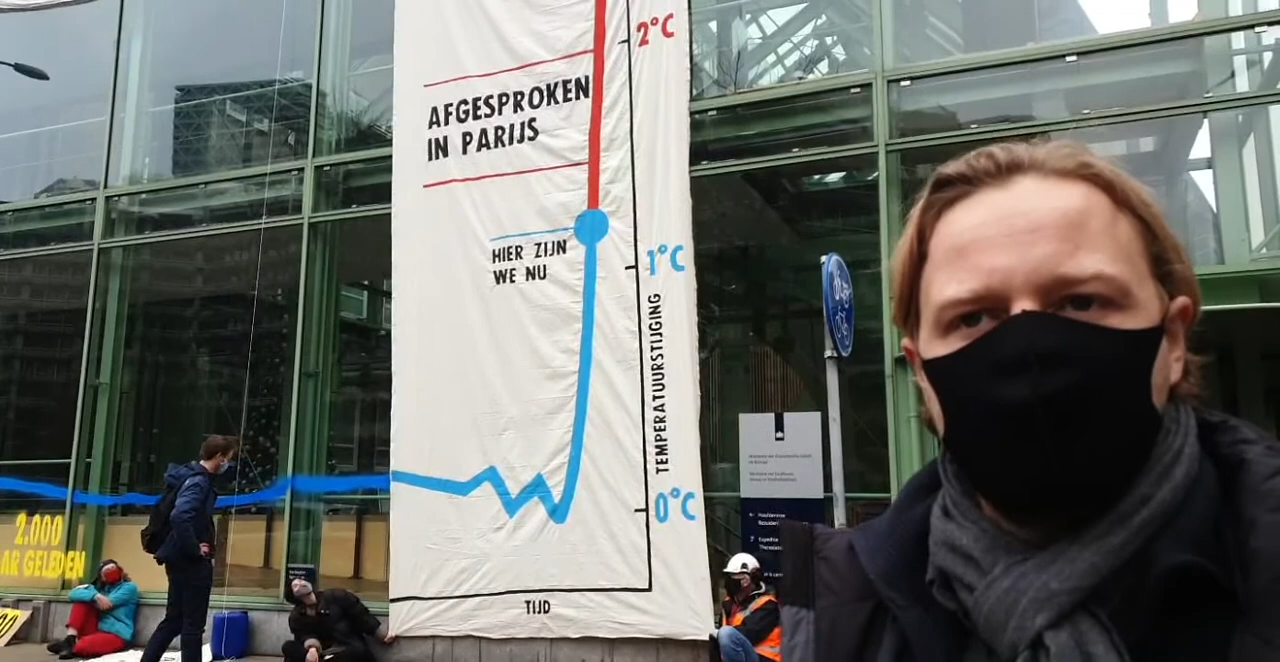 2°C
AFGESPROKEN
IN PARIJS
HIER ZIJN
WE NU
1°C
TEMPERATUURSTIJGING
0°C
TIJD
2.000
AR GELEDEN